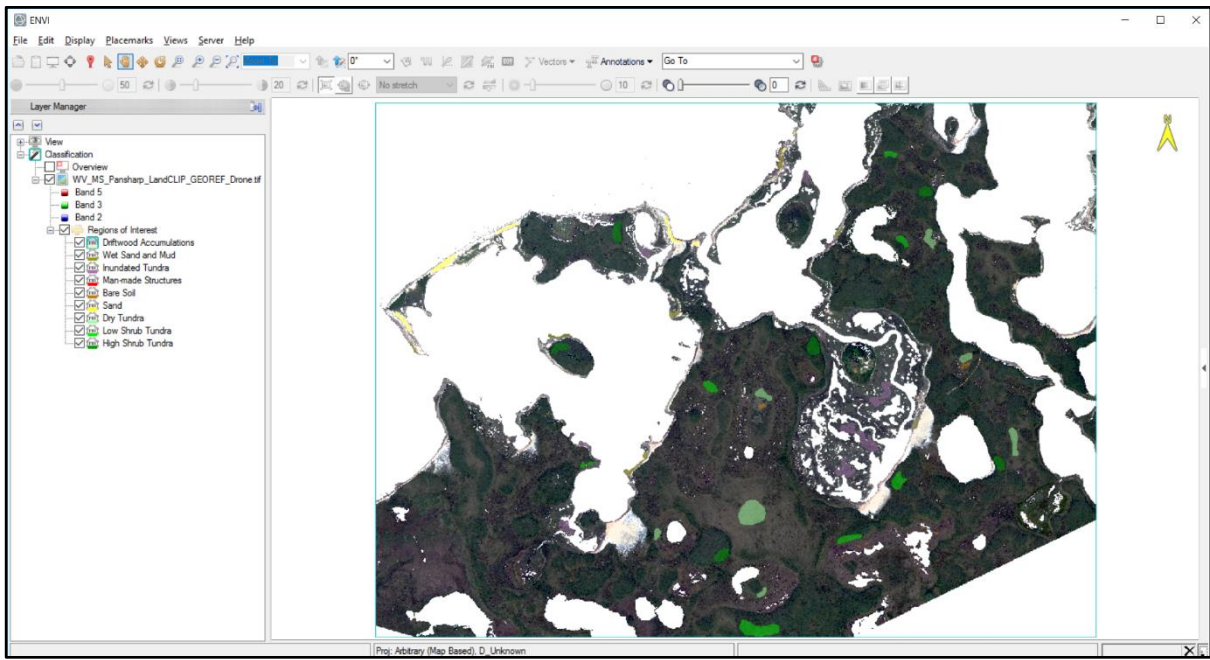 ENVI
File Edit Display Placemarks Views Server Help
0° Vectors Annotations Go To
50 20 No stretch 10 0
Layer Manager
View
Classification
Overview
WV_MS_Pansharp_LandCLIP_GEOREF_Drone.tif
Band 5
Band 3
Band 2
Regions of Interest
Driftwood Accumulations
Wet Sand and Mud
Inundated Tundra
Man-made Structures
Bare Soil
Sand
Dry Tundra
Low Shrub Tundra
High Shrub Tundra
N
Proj: Arbitrary (Map Based), D_Unknown